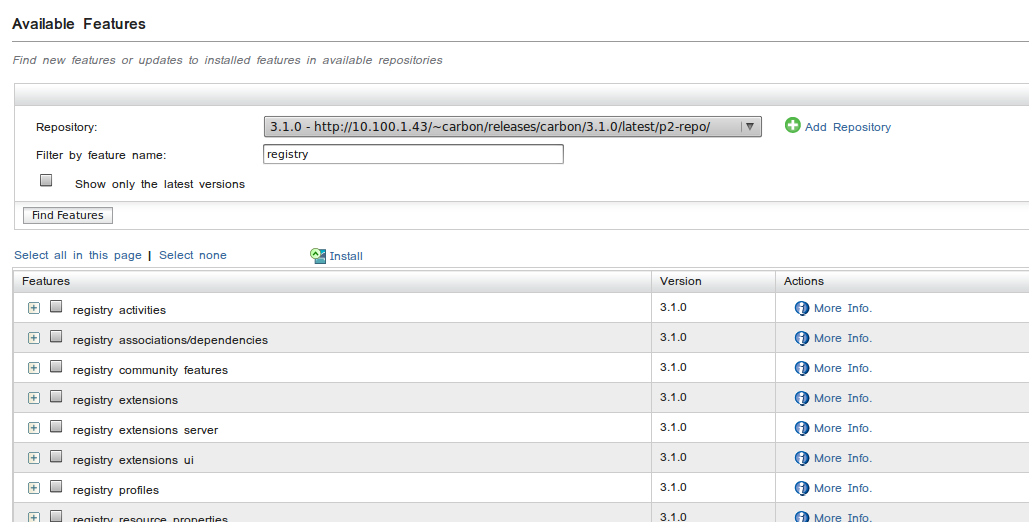 Available Features
Find new features or updates to installed features in available repositories
Repository: 3.1.0 - http://10.100.1.43/~carbon/releases/carbon/3.1.0/latest/p2-repo/ Add Repository
Filter by feature name: registry
Show only the latest versions
Find Features
Select all in this page | Select none Install
Features Version Actions
registry activities 3.1.0 More Info.
registry associations/dependencies 3.1.0 More Info.
registry community features 3.1.0 More Info.
registry extensions 3.1.0 More Info.
registry extensions server 3.1.0 More Info.
registry extensions ui 3.1.0 More Info.
registry profiles 3.1.0 More Info.
registry resource properties 3.1.0 More Info.